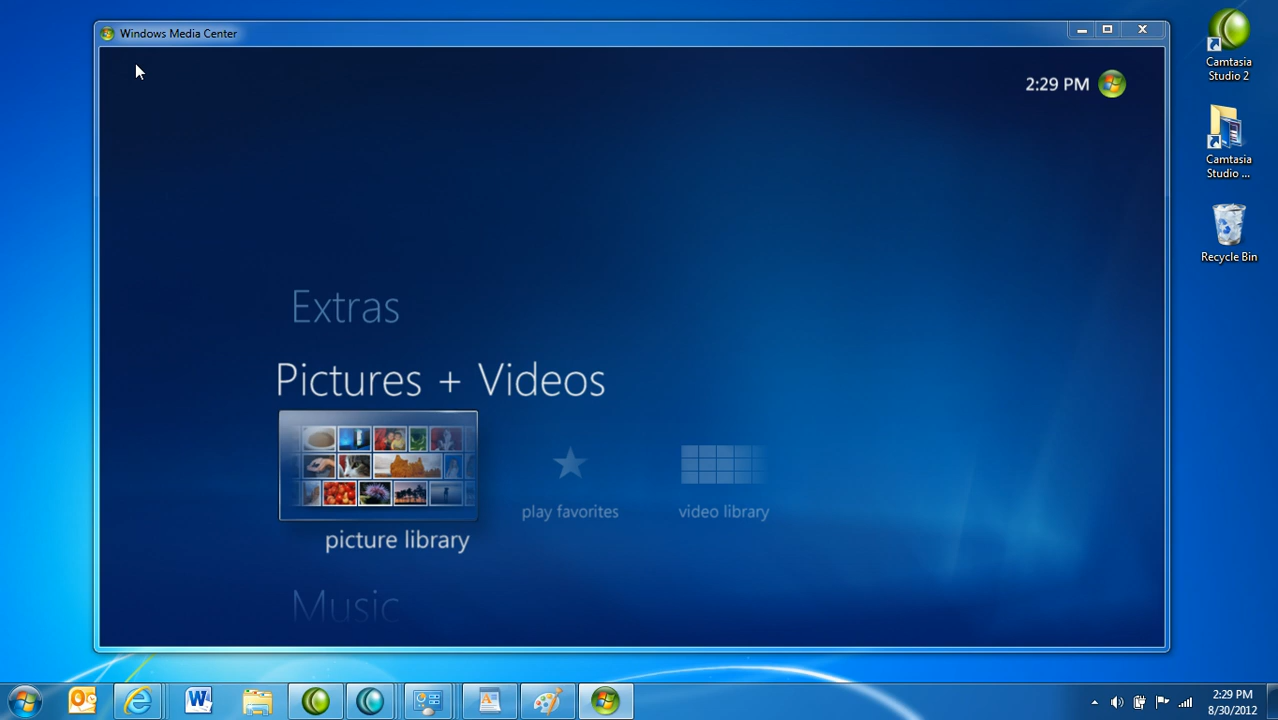 Windows Media Center
2:29 PM
Extras
Pictures + Videos
picture library
play favorites
video library
Music
Camtasia
Studio 2
Camtasia
Studio ...
Recycle Bin
2:29 PM
8/30/2012